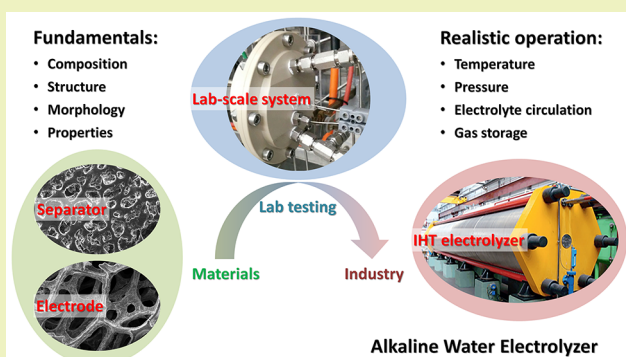 Fundamentals:
• Composition
• Structure
• Morphology
• Properties
Lab-scale system
Realistic operation:
• Temperature
• Pressure
• Electrolyte circulation
• Gas storage
Separator
Electrode
Lab testing
Materials
Industry
IHT electrolyzer
Alkaline Water Electrolyzer